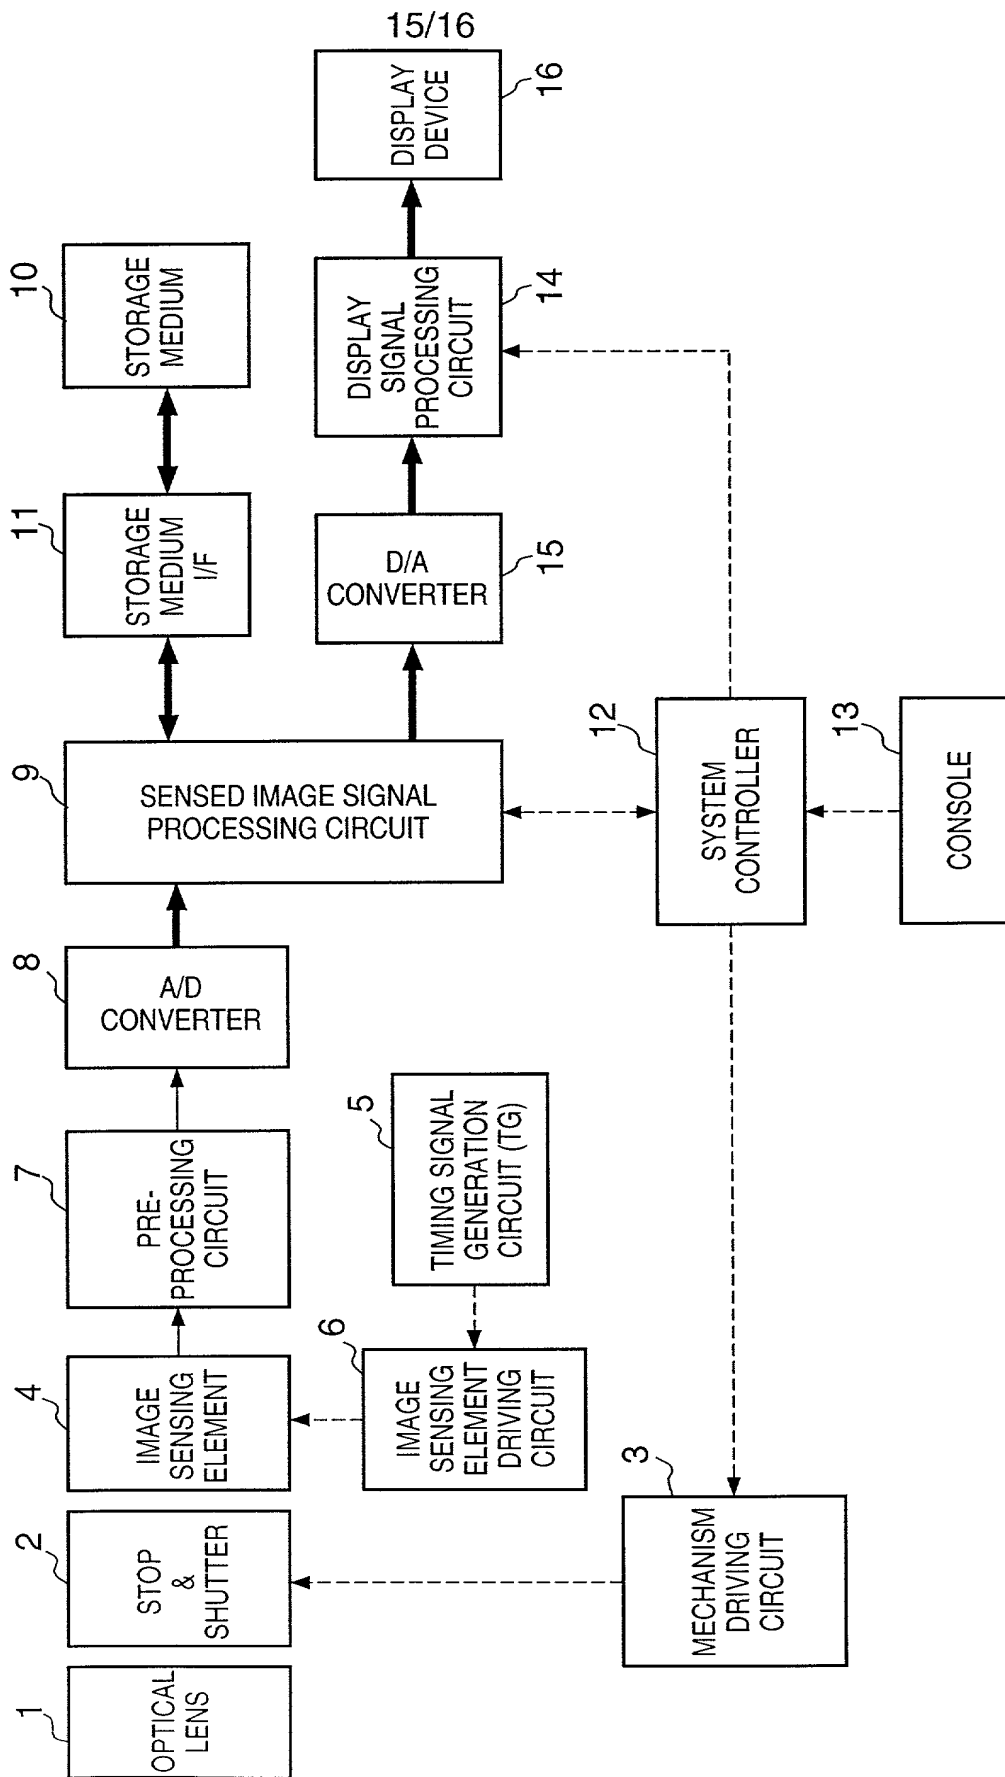 15/16
1
OPTICAL
LENS
2
STOP
&
SHUTTER
4
IMAGE
SENSING
ELEMENT
7
PRE-
PROCESSING
CIRCUIT
8
A/D
CONVERTER
9
SENSED IMAGE SIGNAL
PROCESSING CIRCUIT
11
STORAGE
MEDIUM
I/F
10
STORAGE
MEDIUM
6
IMAGE
SENSING
ELEMENT
DRIVING
CIRCUIT
5
TIMING SIGNAL
GENERATION
CIRCUIT (TG)
D/A
CONVERTER
15
DISPLAY
SIGNAL
PROCESSING
CIRCUIT
14
DISPLAY
DEVICE
16
3
MECHANISM
DRIVING
CIRCUIT
12
SYSTEM
CONTROLLER
13
CONSOLE